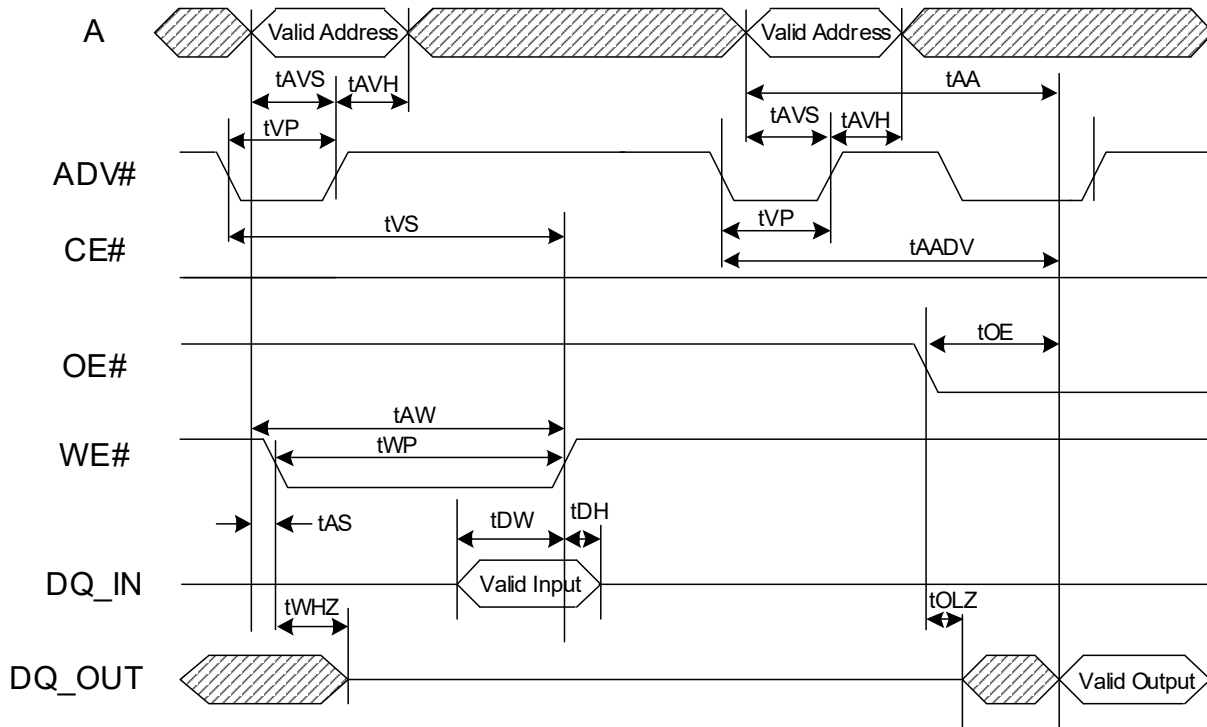 A
Valid Address
Valid Address
tAVS
tAVH
tAA
tVP
tAVS
tAVH
ADV#
tVS
tVP
CE#
tAADV
OE#
tOE
tAW
WE#
tWP
tAS
tDW
tDH
DQ_IN
Valid Input
tWHZ
tOLZ
DQ_OUT
Valid Output